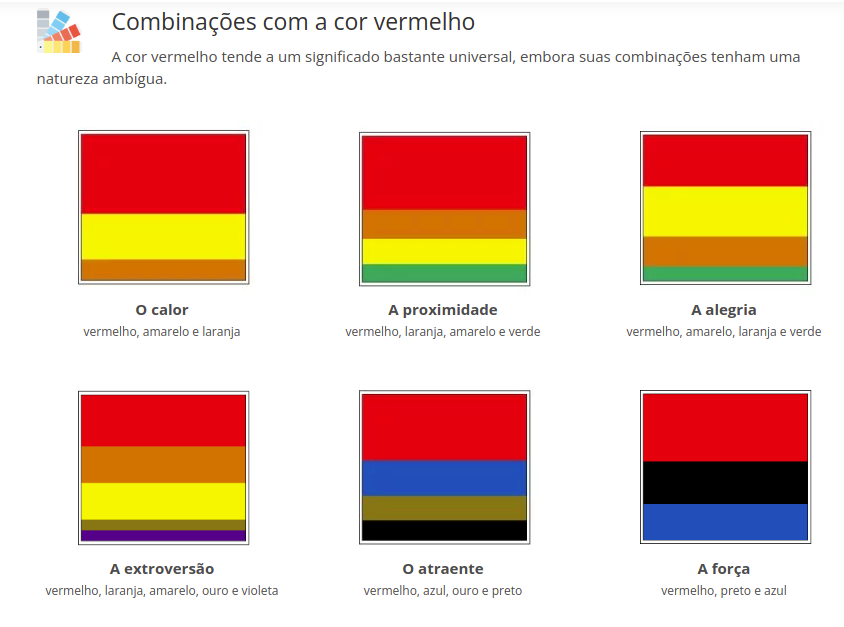 Combinações com a cor vermelho
A cor vermelho tende a um significado bastante universal, embora suas combinações tenham uma
natureza ambígua.
O calor
vermelho, amarelo e laranja
A proximidade
vermelho, laranja, amarelo e verde
A alegria
vermelho, amarelo, laranja e verde
A extroversão
vermelho, laranja, amarelo, ouro e violeta
O atraente
vermelho, azul, ouro e preto
A força
vermelho, preto e azul